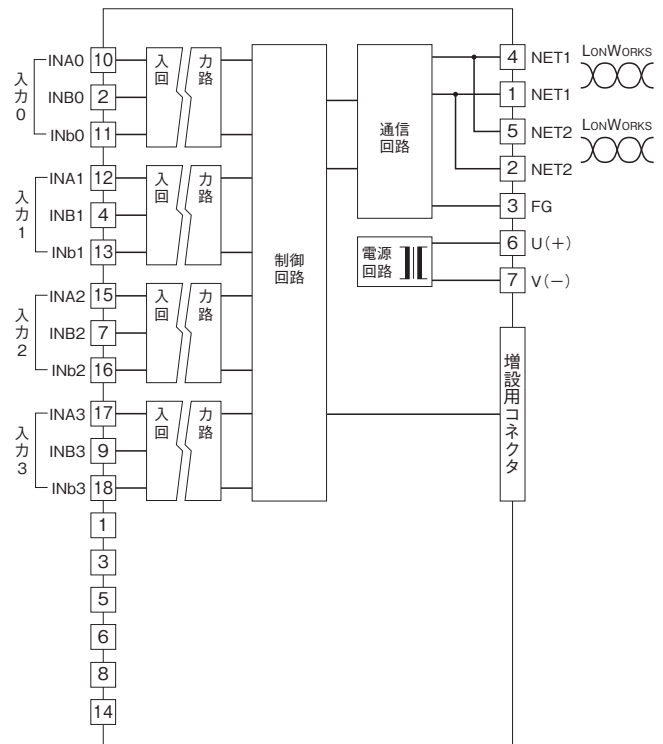 入力0
INA0 10
INB0 2
INb0 11
入力
回路
入力1
INA1 12
INB1 4
INb1 13
入力
回路
入力2
INA2 15
INB2 7
INb2 16
入力
回路
入力3
INA3 17
INB3 9
INb3 18
入力
回路
1
3
5
6
8
14
制御
回路
通信
回路
電源
回路
4 NET1 LONWORKS
1 NET1
5 NET2 LONWORKS
2 NET2
3 FG
6 U(+)
7 V(−)
増設用コネクタ